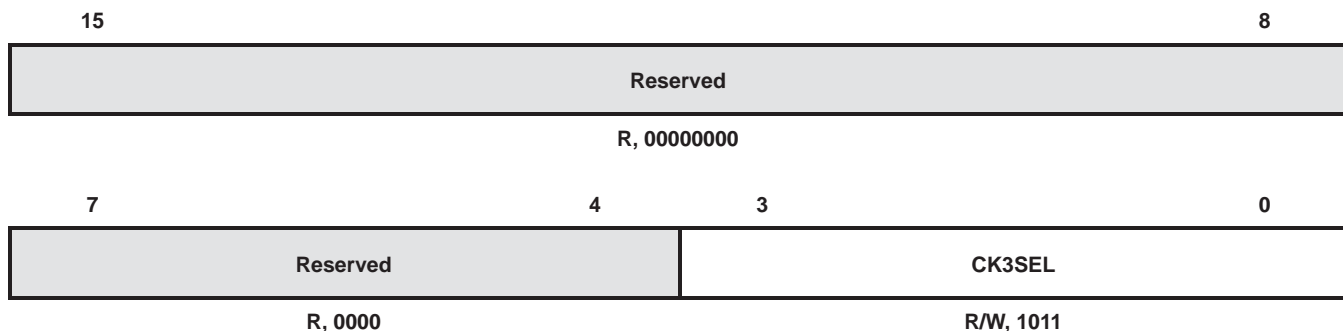 15 8
Reserved
R, 00000000
7 4 3 0
Reserved CK3SEL
R, 0000 R/W, 1011